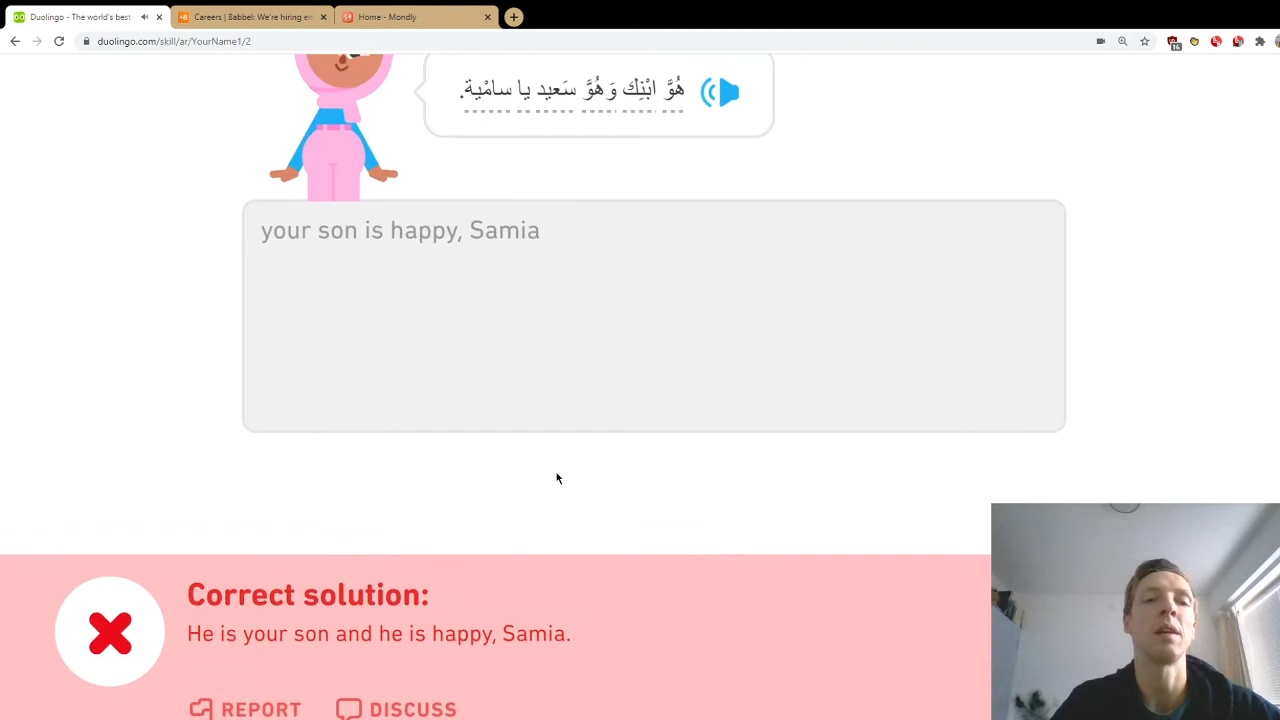 Duolingo - The world's best
Careers | Babbel: We're hiring en
Home - Mondly
duolingo.com/skill/ar/YourName1/2
16
هُوَّ ابْنِك وَهُوَّ سَعيد يا سامْية.
your son is happy, Samia
Correct solution:
He is your son and he is happy, Samia.
REPORT
DISCUSS